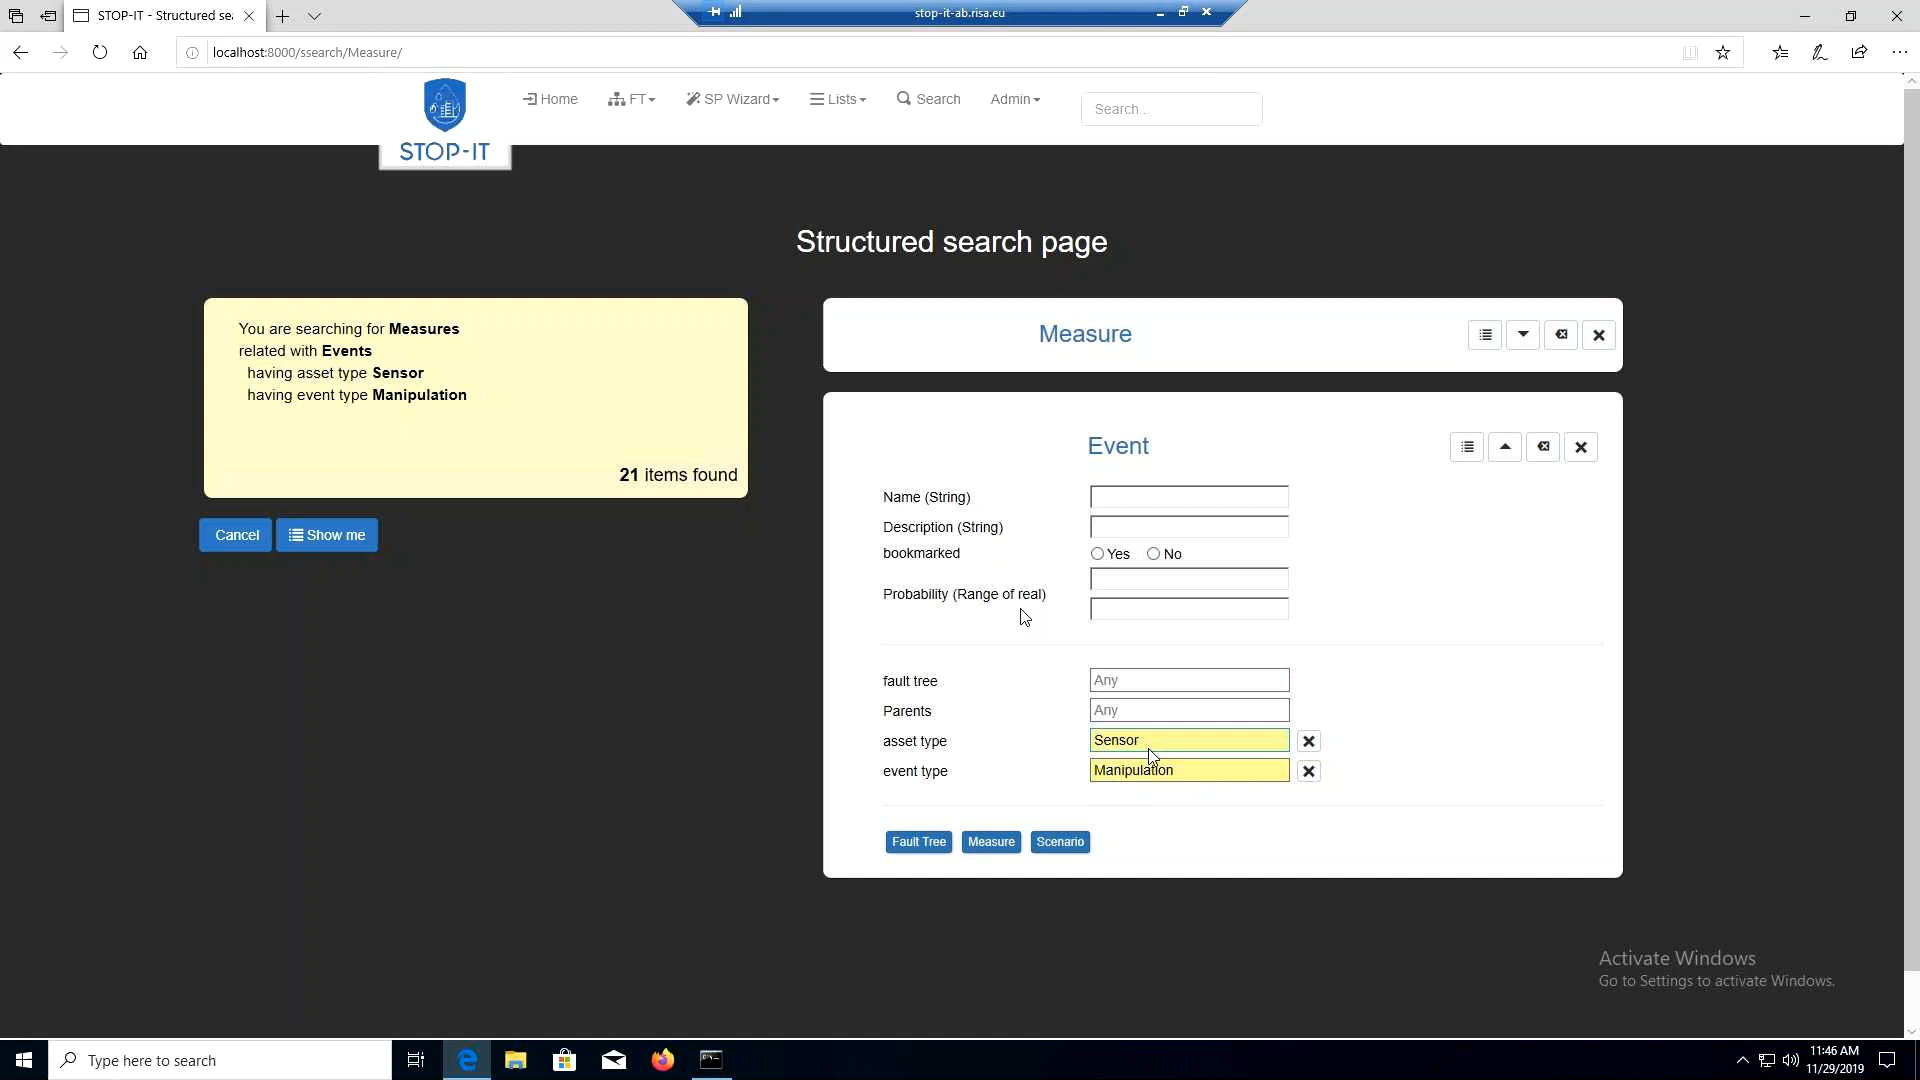 STOP-IT - Structured sea
stop-it-ab.risa.eu
localhost:8000/ssearch/Measure/
Home
FT
SP Wizard
Lists
Search
Admin
Search...
STOP-IT
Structured search page
You are searching for Measures
related with Events
having asset type Sensor
having event type Manipulation
21 items found
Cancel
Show me
Measure
Event
Name (String)
Description (String)
bookmarked
Yes
No
Probability (Range of real)
fault tree
Any
Parents
Any
asset type
Sensor
event type
Manipulation
Fault Tree
Measure
Scenario
Activate Windows
Go to Settings to activate Windows.
Type here to search
11:46 AM
11/29/2019